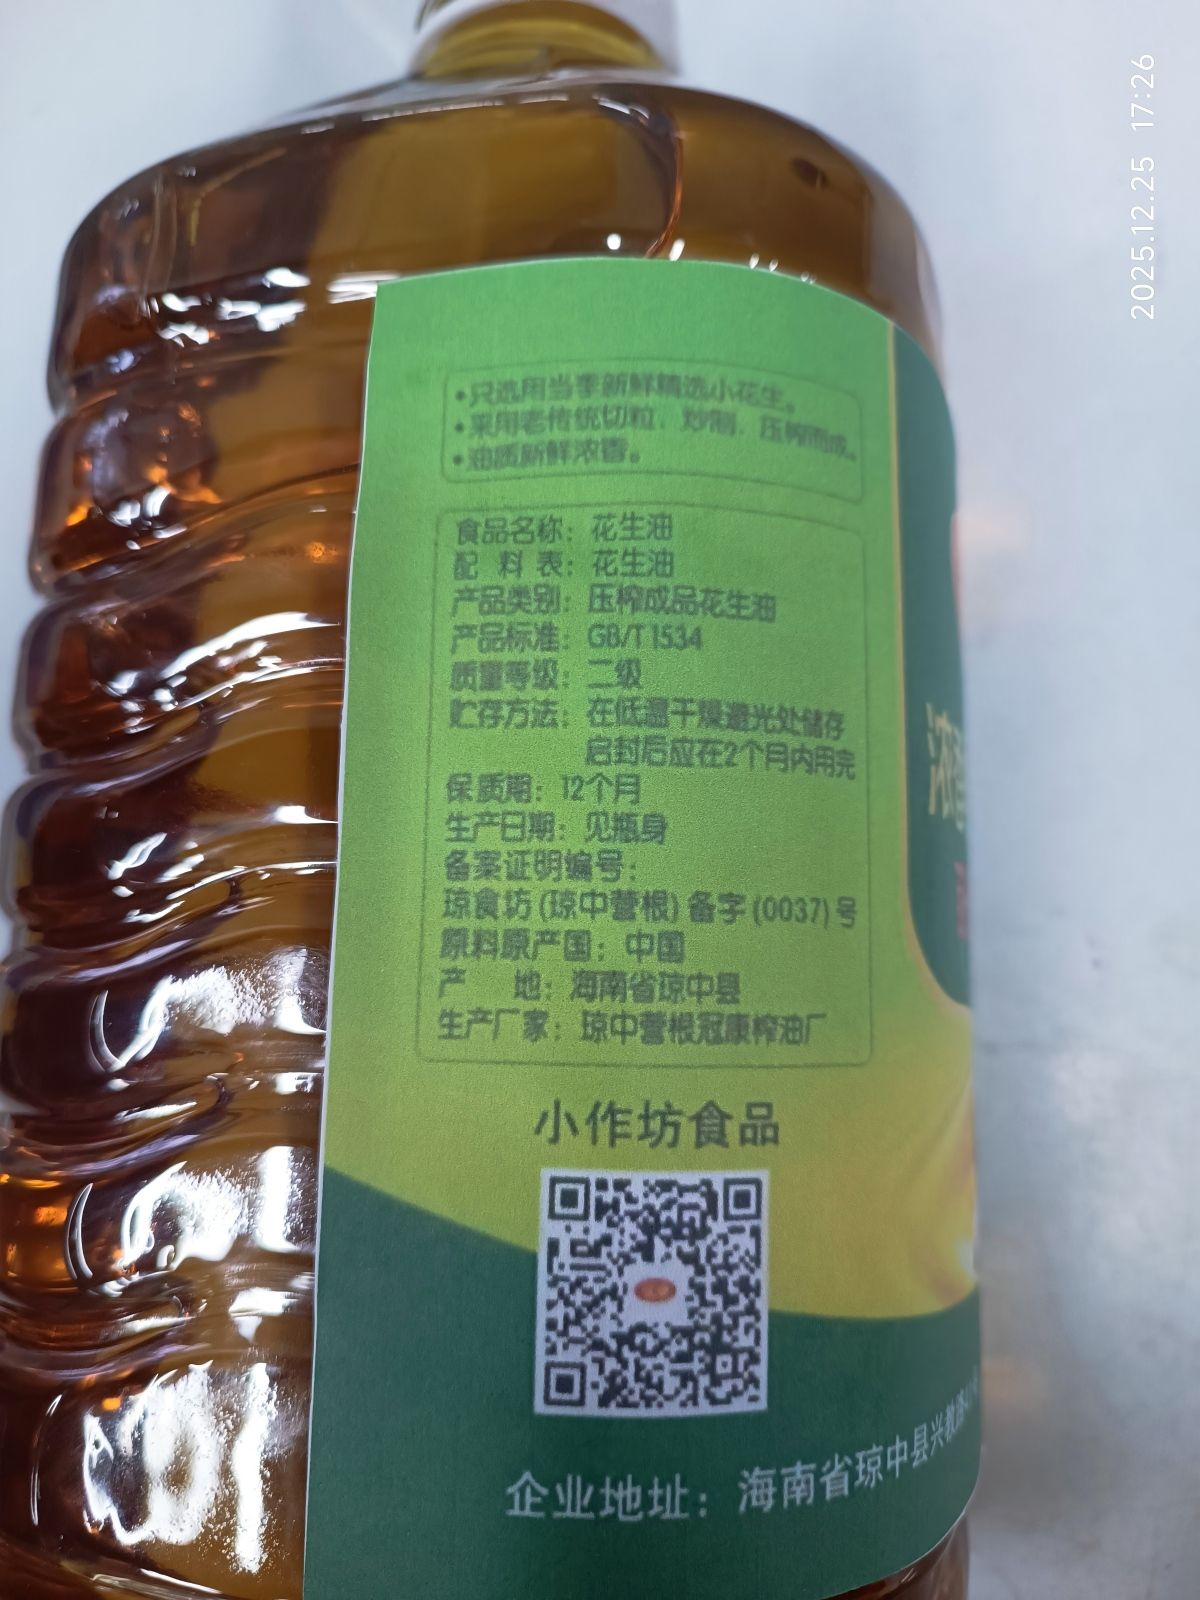 2025.12.25 17:26
•只选用当季新鲜精选小花生。
•采用老传统切粒、炒制、压榨而成。
•油质新鲜浓香。
食品名称：花生油
配料表：花生油
产品类别：压榨成品花生油
产品标准：GB/T 1534
质量等级：二级
贮存方法：在低温干燥避光处储存
启封后应在2个月内用完
保质期：12个月
生产日期：见瓶身
备案证明编号：
琼食坊(琼中营根)备字(0037)号
原料原产国：中国
产地：海南省琼中县
生产厂家：琼中营根冠康榨油厂
小作坊食品
企业地址：海南省琼中县兴教路
浓香